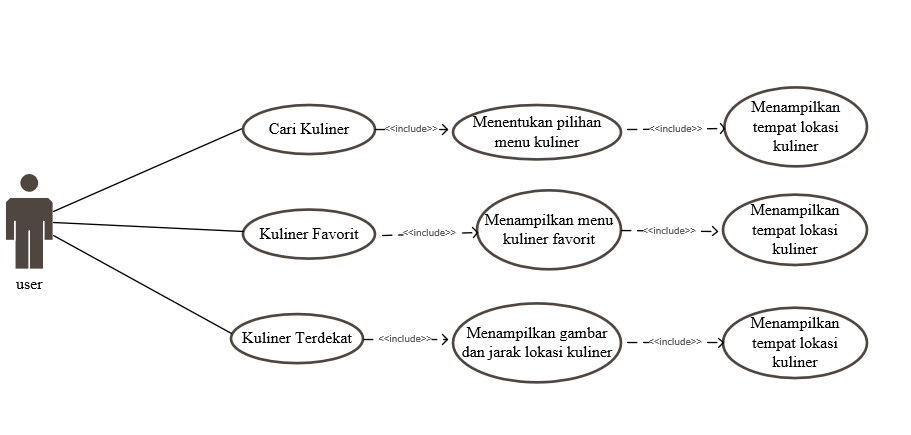 Cari Kuliner
<<include>>
Menentukan pilihan
menu kuliner
<<include>>
Menampilkan
tempat lokasi
kuliner
user
Kuliner Favorit
<<include>>
Menampilkan menu
kuliner favorit
<<include>>
Menampilkan
tempat lokasi
kuliner
Kuliner Terdekat
<<include>>
Menampilkan gambar
dan jarak lokasi kuliner
<<include>>
Menampilkan
tempat lokasi
kuliner